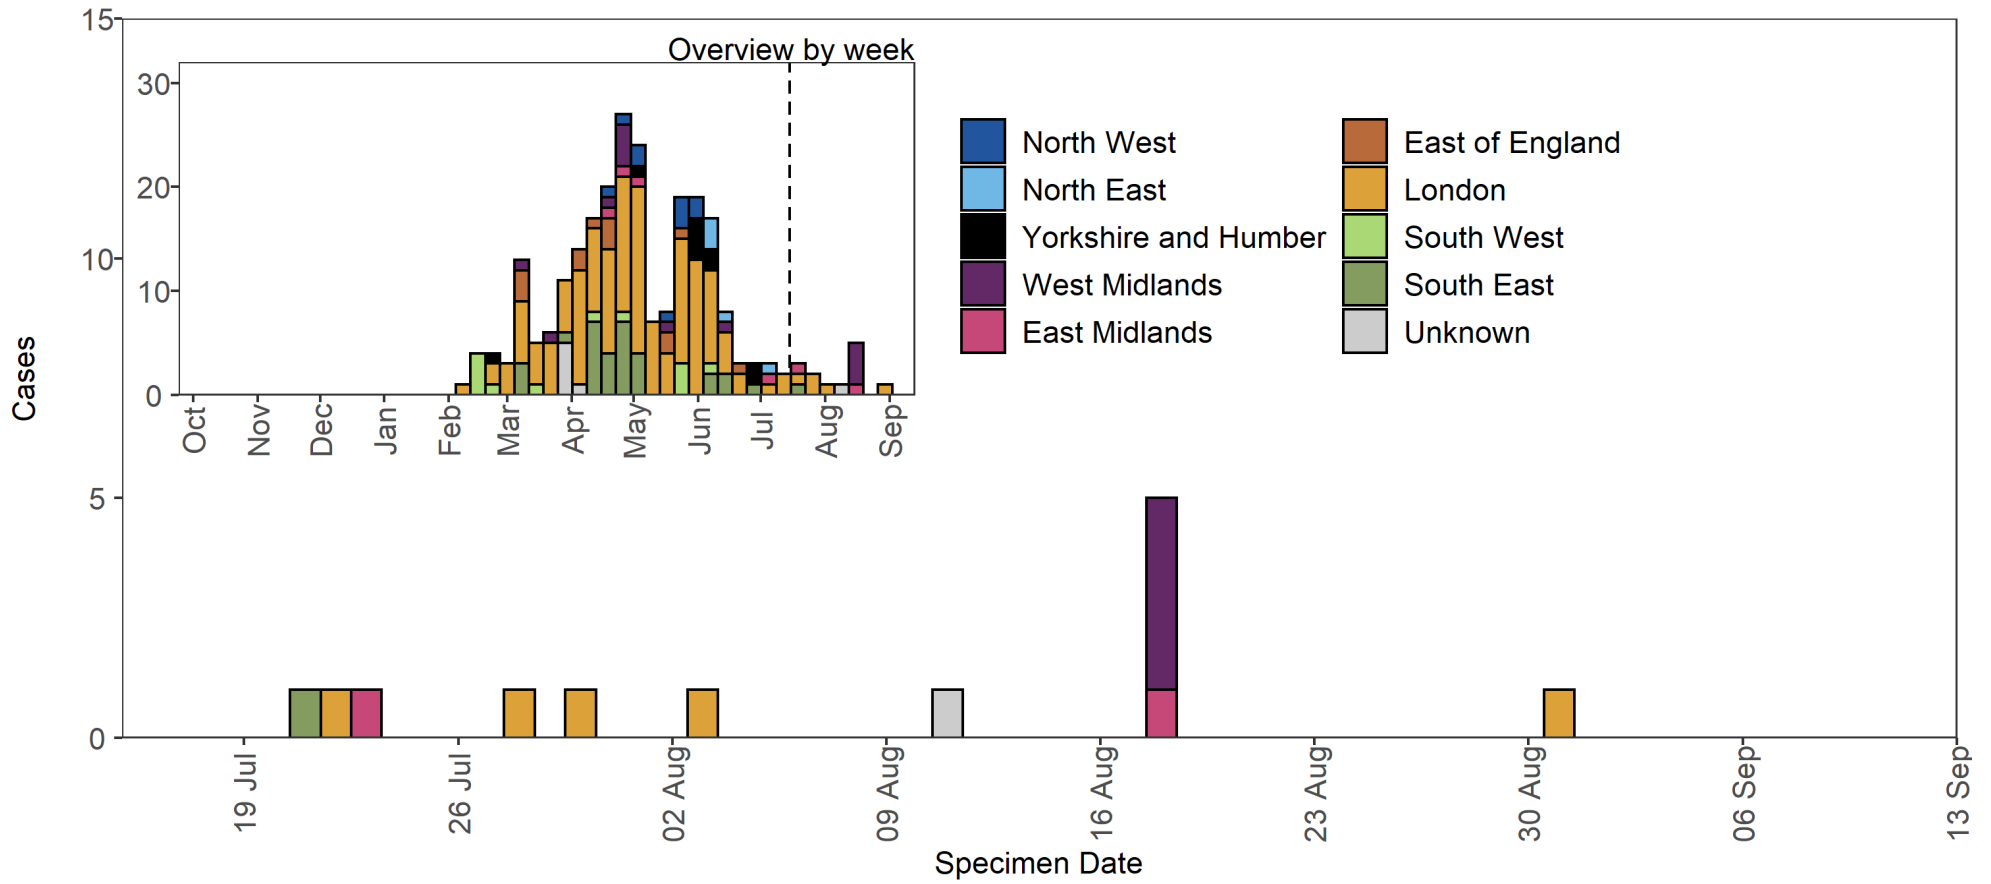 15
10
5
0
Cases
Overview by week
30
20
10
0
Oct
Nov
Dec
Jan
Feb
Mar
Apr
May
Jun
Jul
Aug
Sep
North West
North East
Yorkshire and Humber
West Midlands
East Midlands
East of England
London
South West
South East
Unknown
19 Jul
26 Jul
02 Aug
09 Aug
16 Aug
23 Aug
30 Aug
06 Sep
13 Sep
Specimen Date